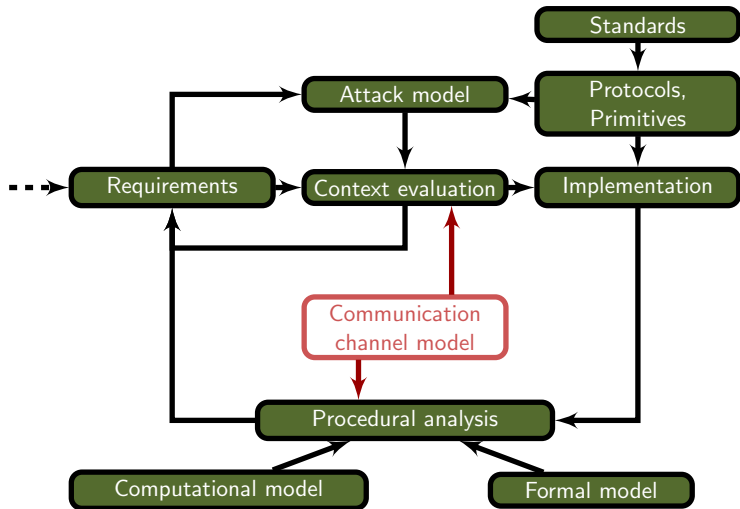 Standards
Attack model
Protocols,
Primitives
Requirements
Context evaluation
Implementation
Communication
channel model
Procedural analysis
Computational model
Formal model